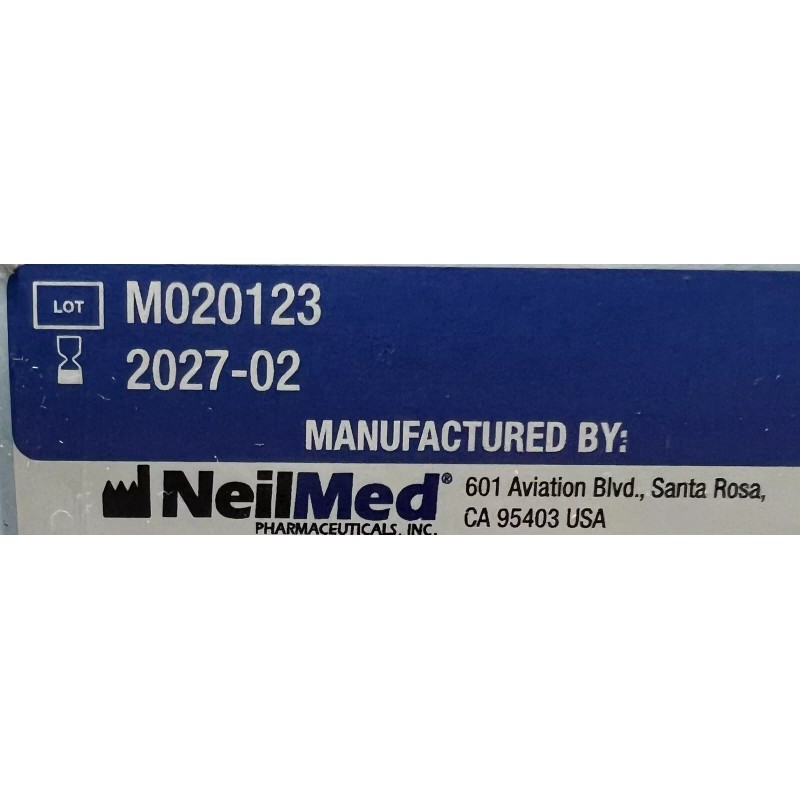 LOT M020123
2027-02
MANUFACTURED BY:
NeilMed® 601 Aviation Blvd., Santa Rosa,
PHARMACEUTICALS, INC. CA 95403 USA